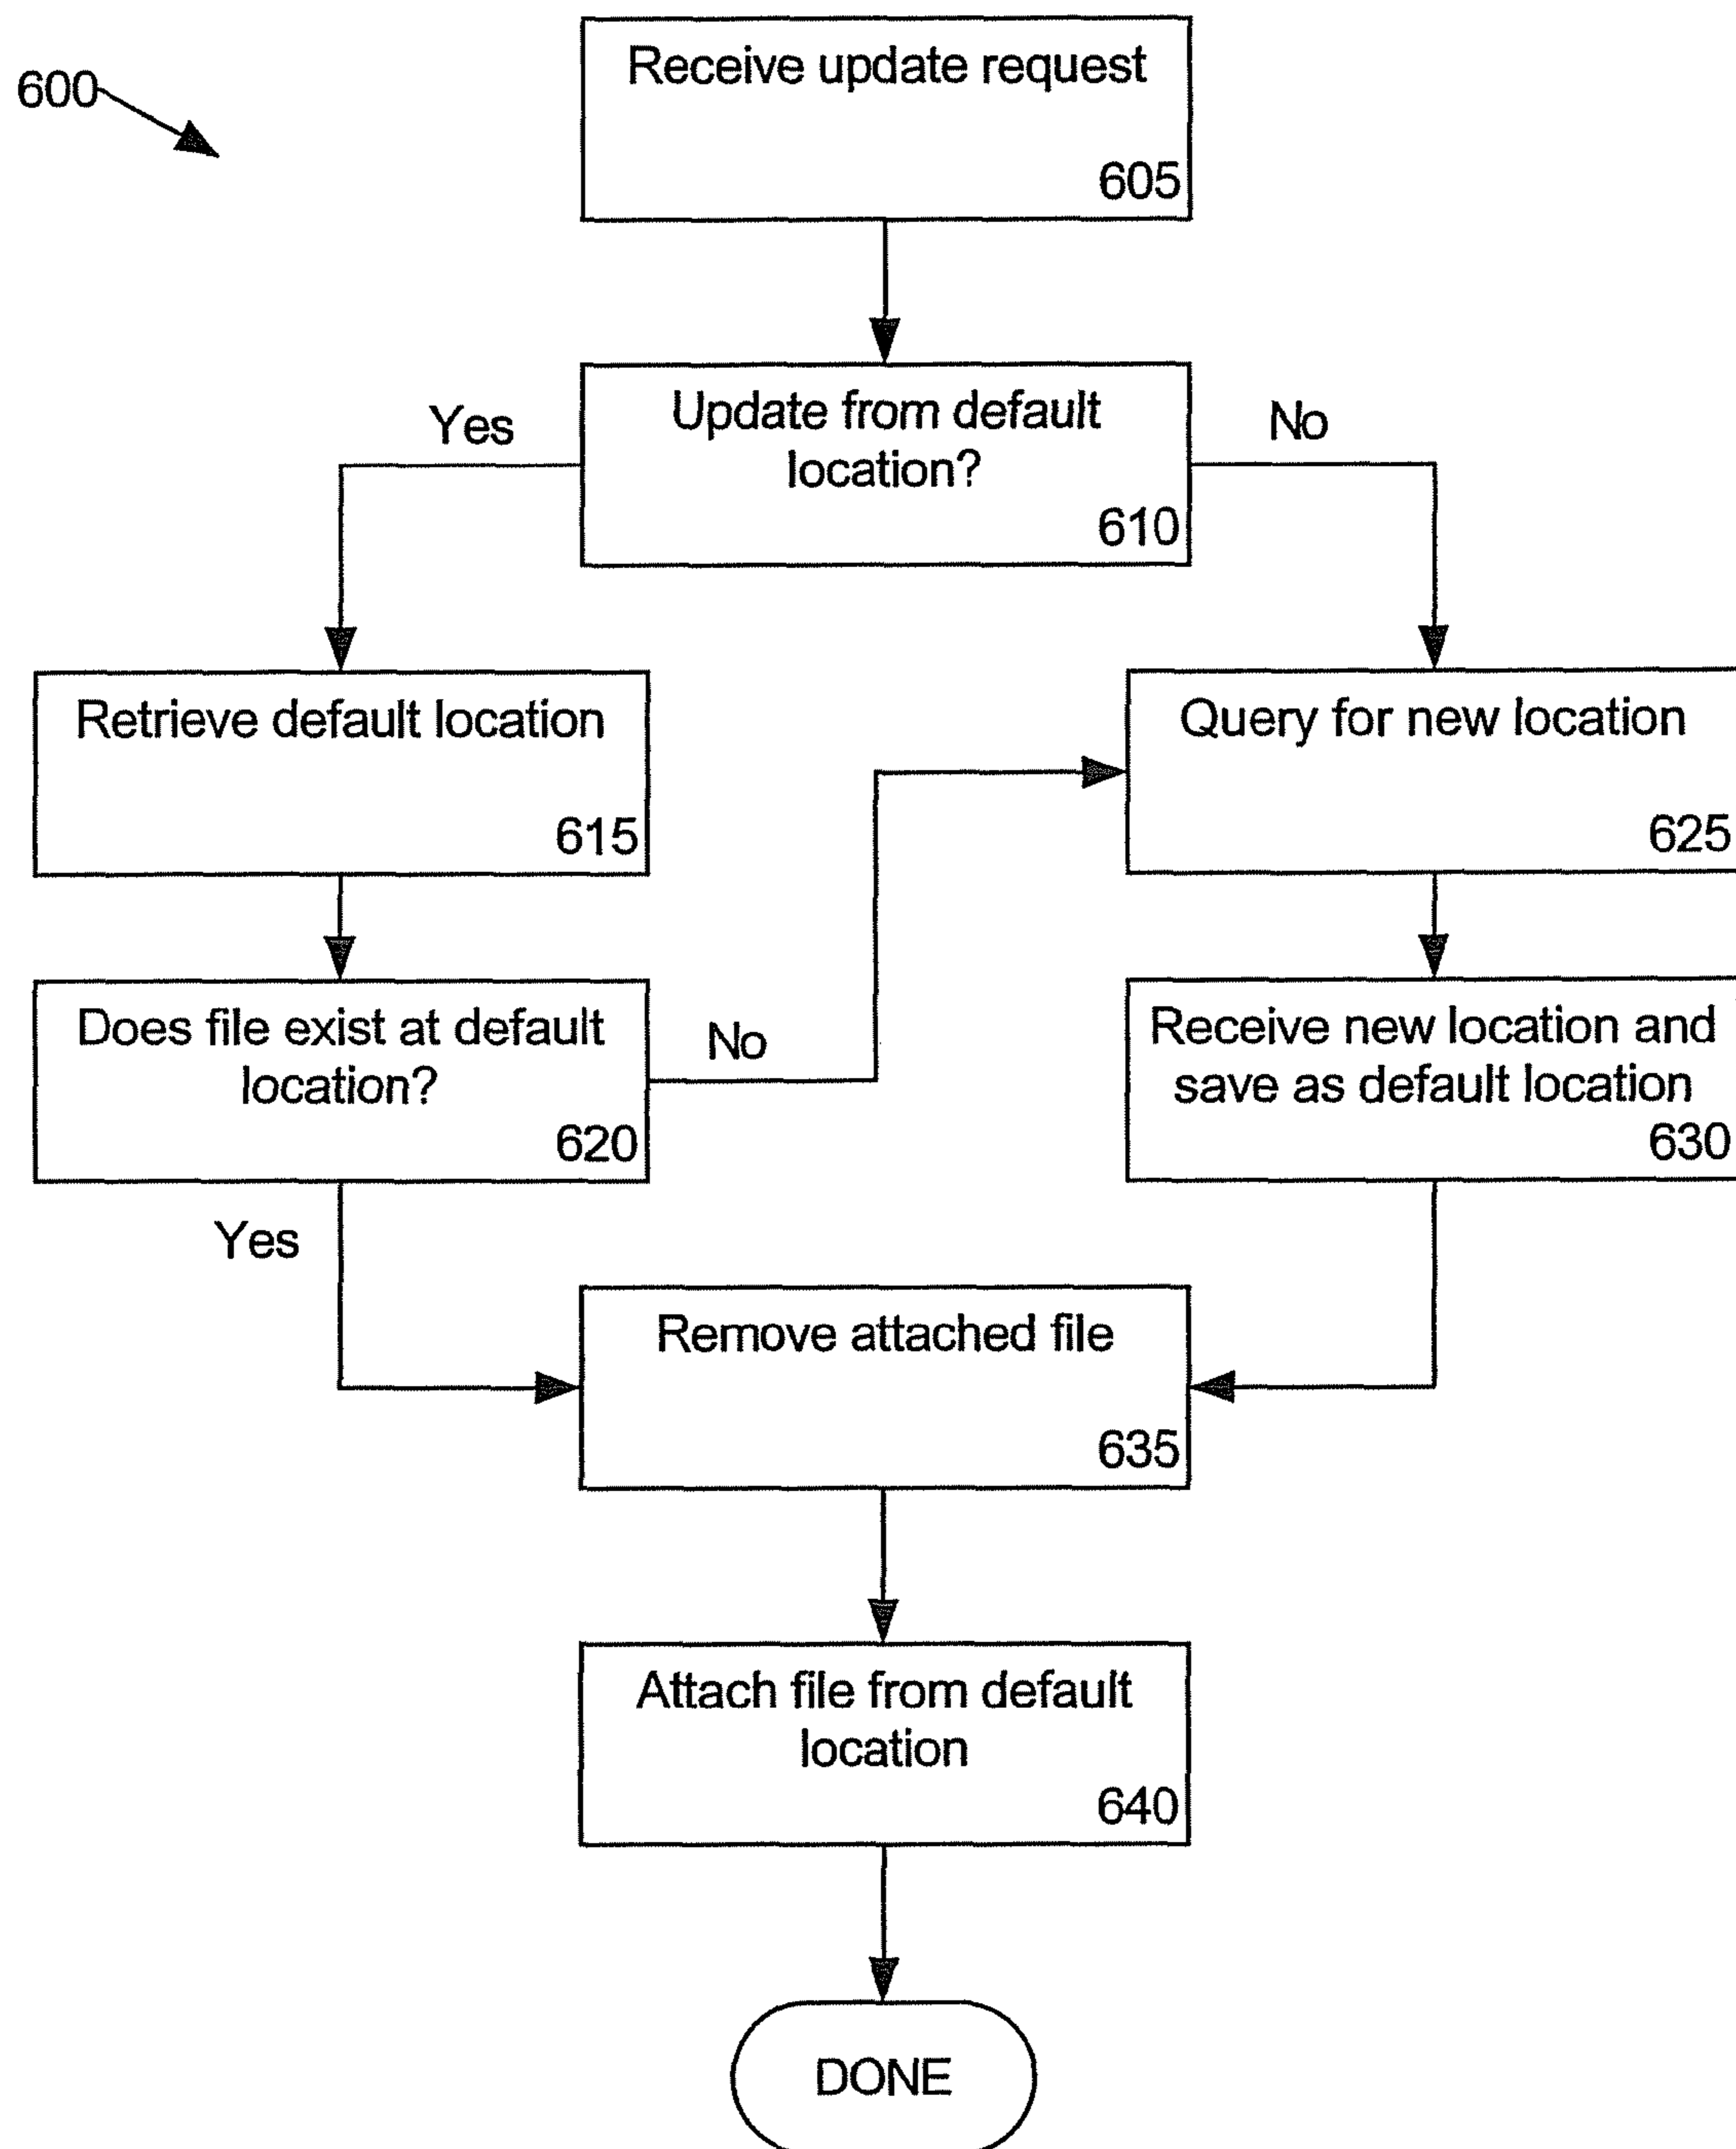 600
Receive update request
605
Yes
Update from default
location?
610
No
Retrieve default location
615
Query for new location
625
Does file exist at default
location?
620
No
Receive new location and
save as default location
630
Yes
Remove attached file
635
Attach file from default
location
640
DONE